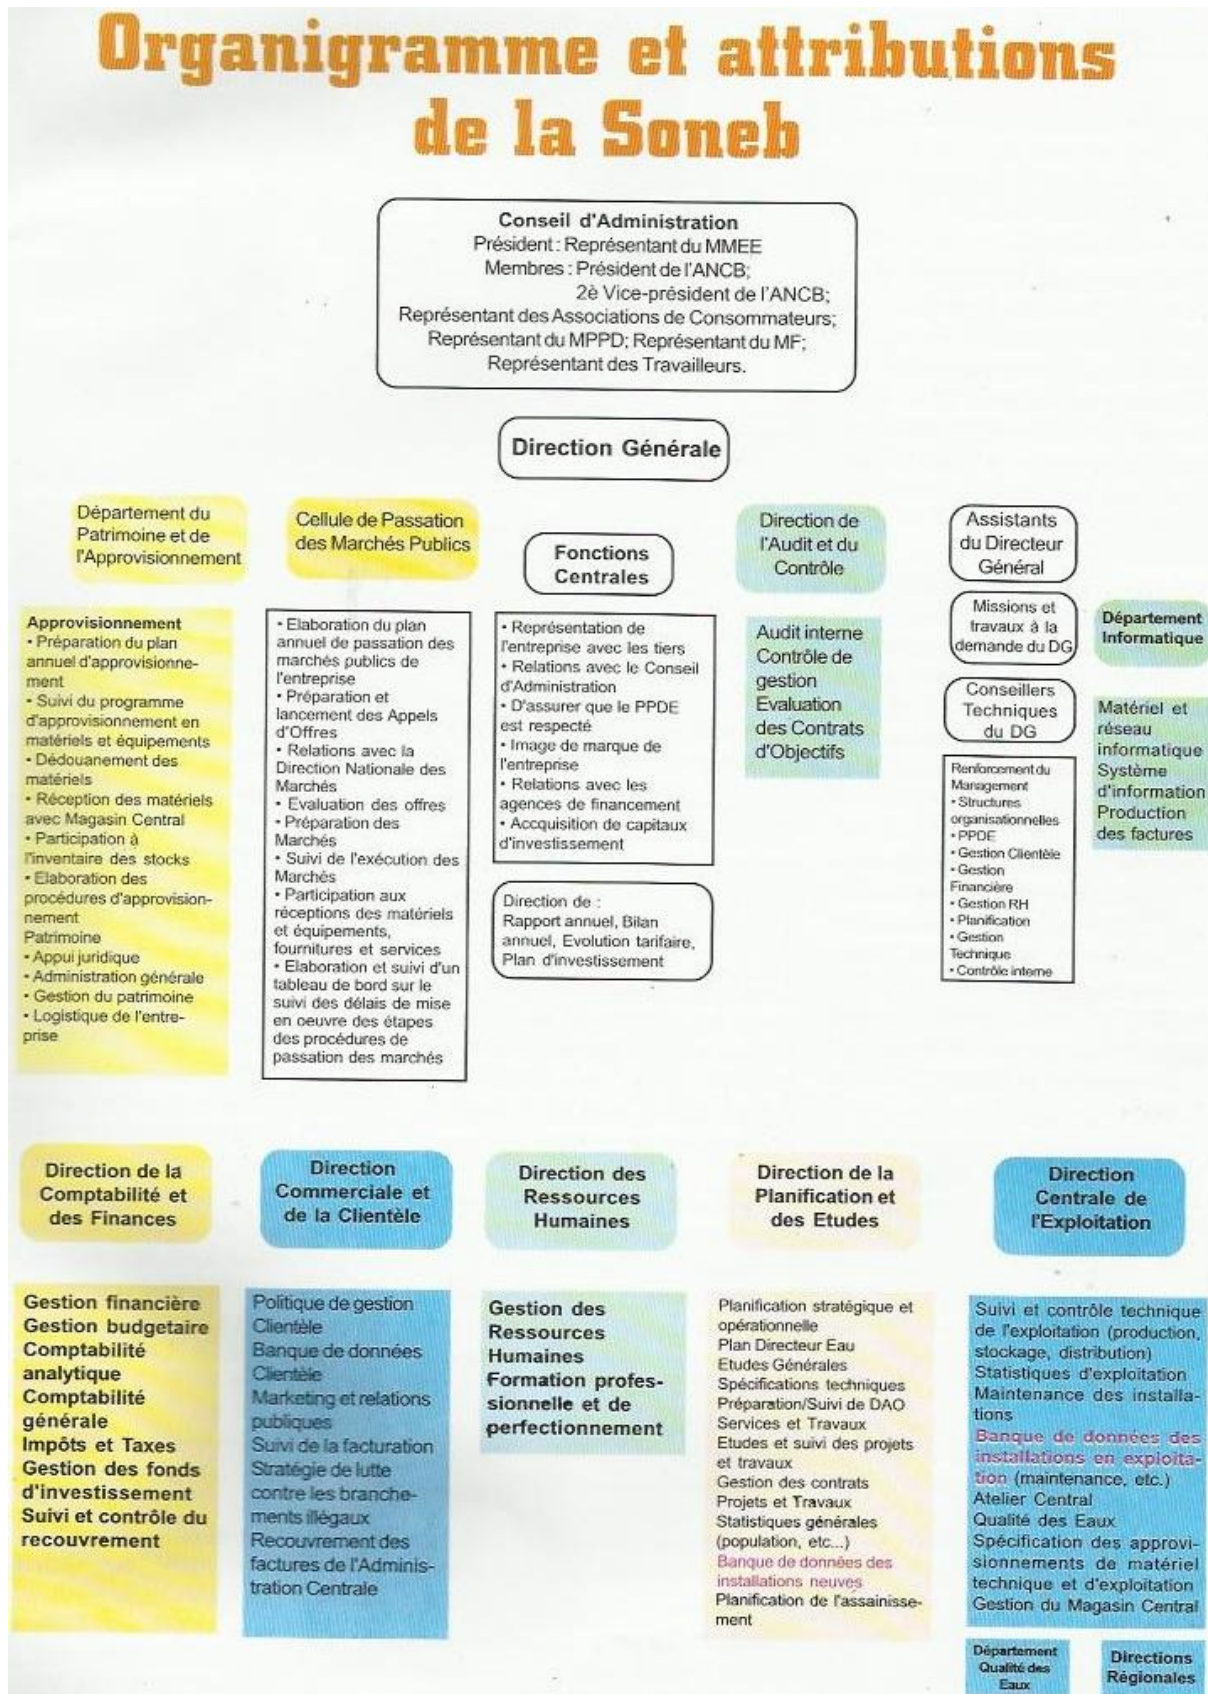 Organigramme et attributions
de la Soneb
Conseil d'Administration
Président : Représentant du MMEE
Membres : Président de l'ANCB;
2è Vice-président de l'ANCB;
Représentant des Associations de Consommateurs;
Représentant du MPPD; Représentant du MF;
Représentant des Travailleurs.
Direction Générale
Département du
Patrimoine et de
l'Approvisionnement
Approvisionnement
• Préparation du plan
annuel d'approvisionne-
ment
• Suivi du programme
d'approvisionnement en
matériels et équipements
• Dédouanement des
matériels
• Réception des matériels
avec Magasin Central
• Participation à
l'inventaire des stocks
• Elaboration des
procédures d'approvision-
nement
Patrimoine
• Appui juridique
• Administration générale
• Gestion du patrimoine
• Logistique de l'entre-
prise
Cellule de Passation
des Marchés Publics
• Elaboration du plan
annuel de passation des
marchés publics de
l'entreprise
• Préparation et
lancement des Appels
d'Offres
• Relations avec la
Direction Nationale des
Marchés
• Evaluation des offres
• Préparation des
Marchés
• Suivi de l'exécution des
Marchés
• Participation aux
réceptions des matériels
et équipements,
fournitures et services
• Elaboration et suivi d'un
tableau de bord sur le
suivi des délais de mise
en oeuvre des étapes
des procédures de
passation des marchés
Fonctions
Centrales
• Représentation de
l'entreprise avec les tiers
• Relations avec le Conseil
d'Administration
• D'assurer que le PPDE
est respecté
• Image de marque de
l'entreprise
• Relations avec les
agences de financement
• Accquisition de capitaux
d'investissement
Direction de :
Rapport annuel, Bilan
annuel, Evolution tarifaire,
Plan d'investissement
Direction de
l'Audit et du
Contrôle
Audit interne
Contrôle de
gestion
Evaluation
des Contrats
d'Objectifs
Assistants
du Directeur
Général
Missions et
travaux à la
demande du DG
Conseillers
Techniques
du DG
Renforcement du
Management
• Structures
organisationnelles
• PPDE
• Gestion Clientèle
• Gestion
Financière
• Gestion RH
• Planification
• Gestion
Technique
• Contrôle interne
Département
Informatique
Matériel et
réseau
informatique
Système
d'information
Production
des factures
Direction de la
Comptabilité et
des Finances
Gestion financière
Gestion budgetaire
Comptabilité
analytique
Comptabilité
générale
Impôts et Taxes
Gestion des fonds
d'investissement
Suivi et contrôle du
recouvrement
Direction
Commerciale et
de la Clientèle
Politique de gestion
Clientèle
Banque de données
Clientèle
Marketing et relations
publiques
Suivi de la facturation
Stratégie de lutte
contre les branche-
ments illégaux
Recouvrement des
factures de l'Adminis-
tration Centrale
Direction des
Ressources
Humaines
Gestion des
Ressources
Humaines
Formation profes-
sionnelle et de
perfectionnement
Direction de la
Planification et
des Etudes
Planification stratégique et
opérationnelle
Plan Directeur Eau
Etudes Générales
Spécifications techniques
Préparation/Suivi de DAO
Services et Travaux
Etudes et suivi des projets
et travaux
Gestion des contrats
Projets et Travaux
Statistiques générales
(population, etc...)
Banque de données des
installations neuves
Planification de l'assainisse-
ment
Direction
Centrale de
l'Exploitation
Suivi et contrôle technique
de l'exploitation (production,
stockage, distribution)
Statistiques d'exploitation
Maintenance des installa-
tions
Banque de données des
installations en exploita-
tion (maintenance, etc.)
Atelier Central
Qualité des Eaux
Spécification des approvi-
sionnements de matériel
technique et d'exploitation
Gestion du Magasin Central
Département
Qualité des
Eaux
Directions
Régionales